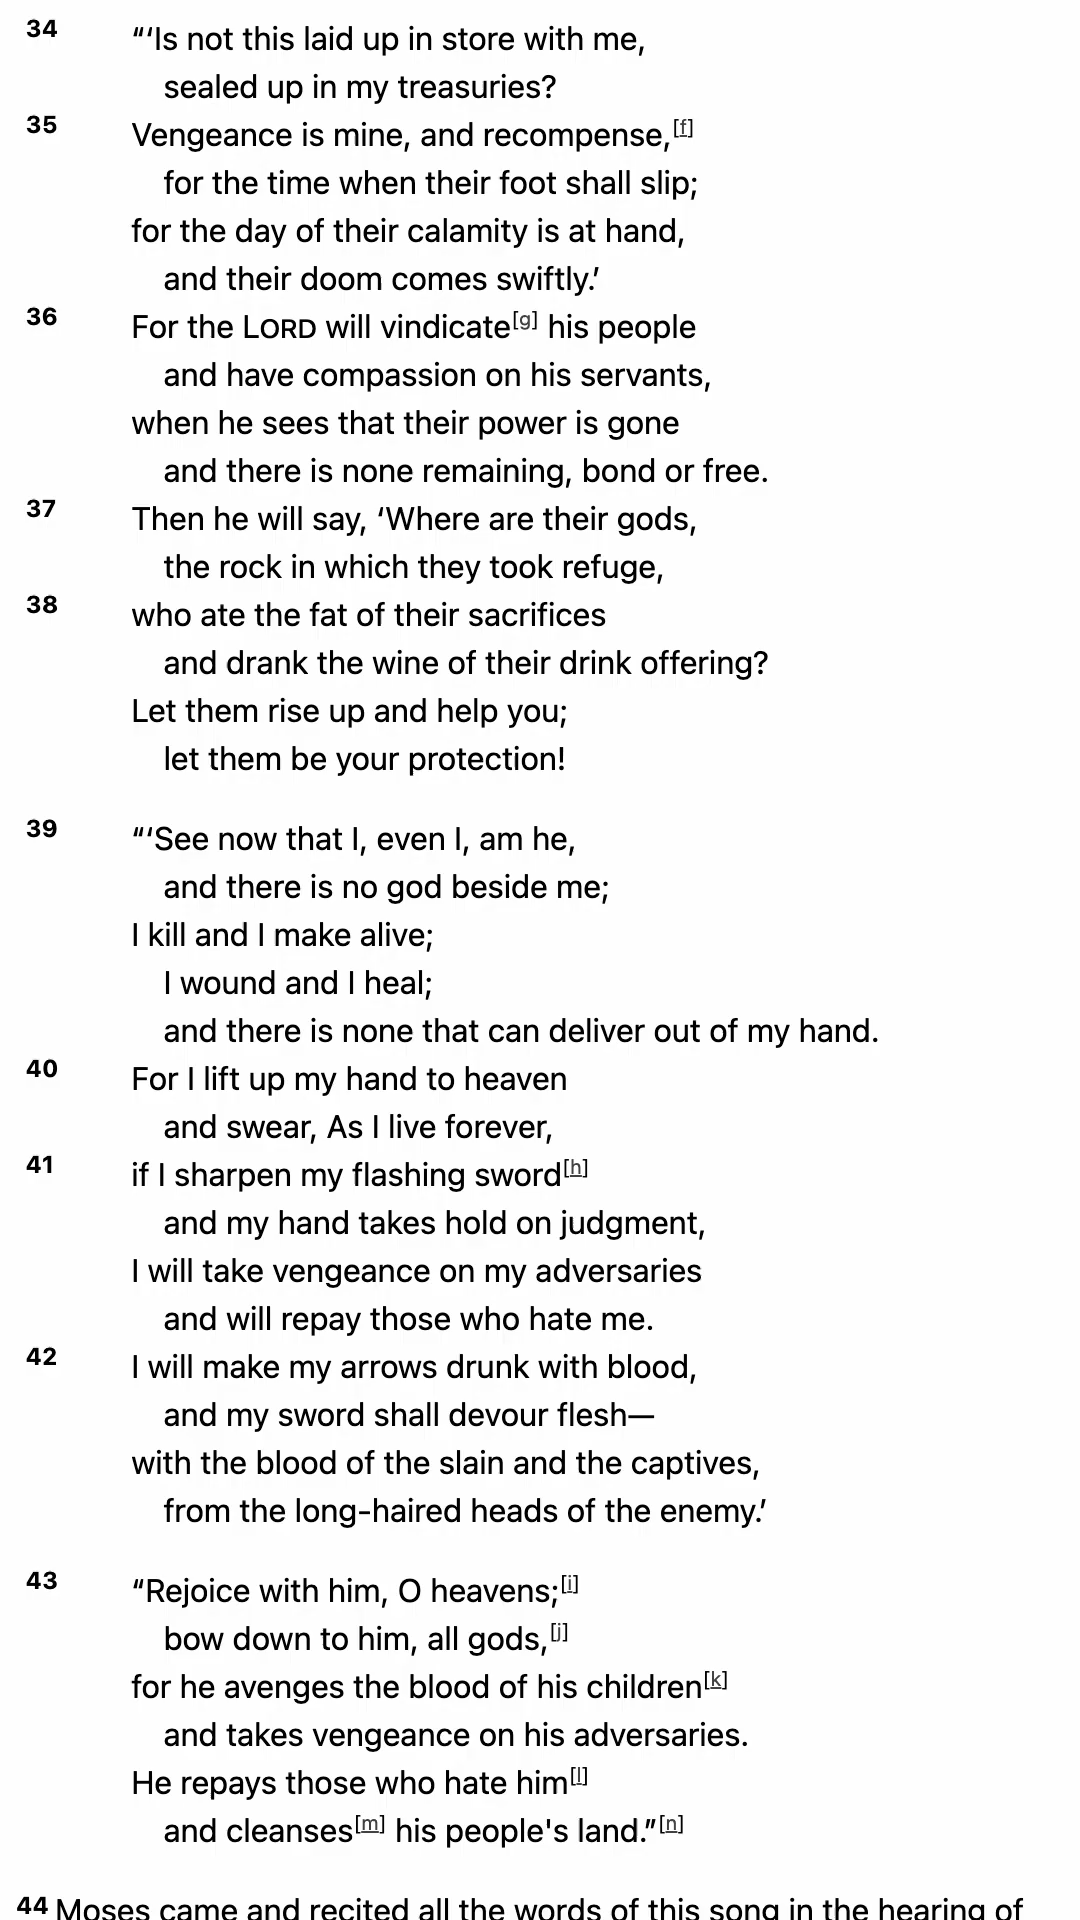 34 “‘Is not this laid up in store with me,
sealed up in my treasuries?
35 Vengeance is mine, and recompense,[f]
for the time when their foot shall slip;
for the day of their calamity is at hand,
and their doom comes swiftly.’
36 For the LORD will vindicate[g] his people
and have compassion on his servants,
when he sees that their power is gone
and there is none remaining, bond or free.
37 Then he will say, ‘Where are their gods,
the rock in which they took refuge,
38 who ate the fat of their sacrifices
and drank the wine of their drink offering?
Let them rise up and help you;
let them be your protection!
39 “‘See now that I, even I, am he,
and there is no god beside me;
I kill and I make alive;
I wound and I heal;
and there is none that can deliver out of my hand.
40 For I lift up my hand to heaven
and swear, As I live forever,
41 if I sharpen my flashing sword[h]
and my hand takes hold on judgment,
I will take vengeance on my adversaries
and will repay those who hate me.
42 I will make my arrows drunk with blood,
and my sword shall devour flesh—
with the blood of the slain and the captives,
from the long-haired heads of the enemy.’
43 “Rejoice with him, O heavens;[i]
bow down to him, all gods,[j]
for he avenges the blood of his children[k]
and takes vengeance on his adversaries.
He repays those who hate him[l]
and cleanses[m] his people's land.”[n]
44 Moses came and recited all the words of this song in the hearing of